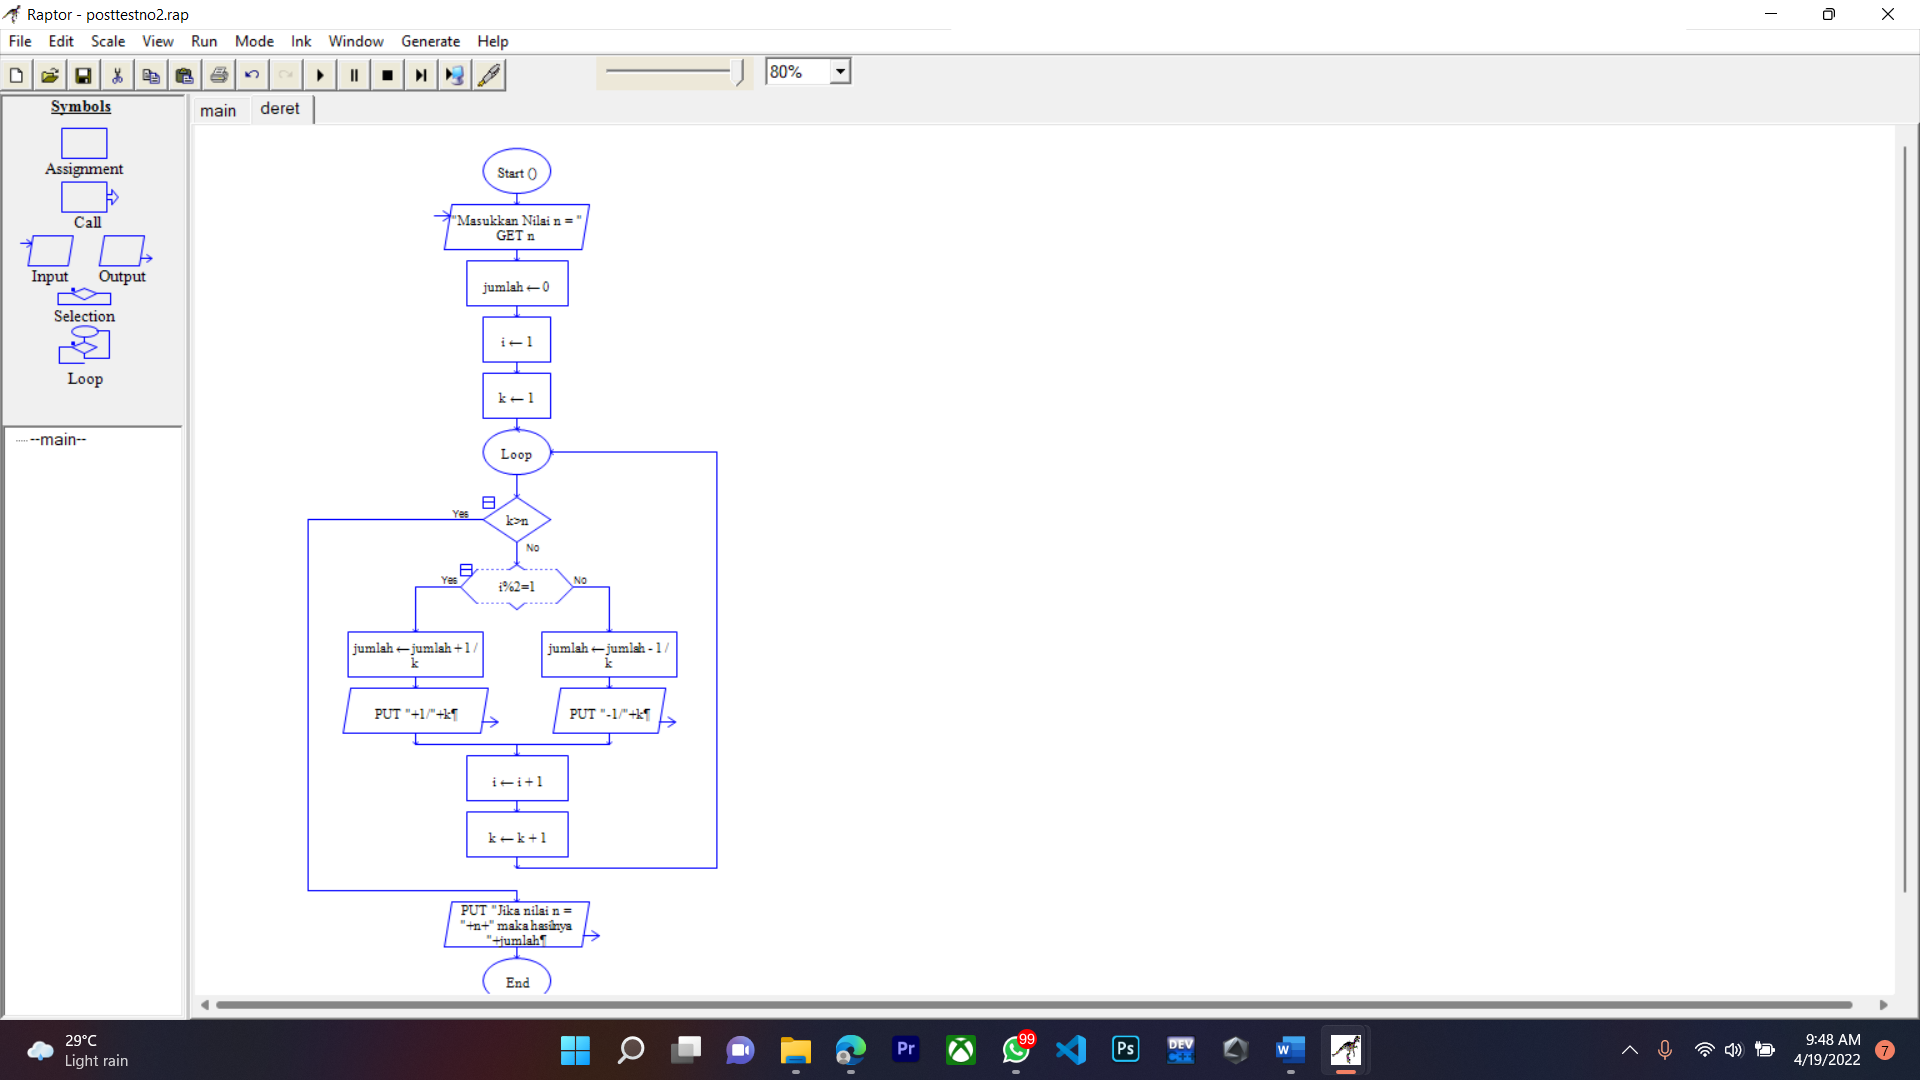 Raptor - posttestno2.rap
File Edit Scale View Run Mode Ink Window Generate Help
80%
Symbols
Assignment
Call
Input Output
Selection
Loop
--main--
main deret
Start ()
"Masukkan Nilai n = "
GET n
jumlah ← 0
i ← 1
k ← 1
Loop
Yes
k>n
No
Yes
i%2=1
No
jumlah ← jumlah + 1 /
k
jumlah ← jumlah - 1 /
k
PUT "+1/"+k¶
PUT "-1/"+k¶
i ← i + 1
k ← k + 1
PUT "Jika nilai n =
"+n+" maka hasilnya
"+jumlah¶
End
29°C
Light rain
Pr
99
Ps
DEV
C++
W
9:48 AM
4/19/2022
7